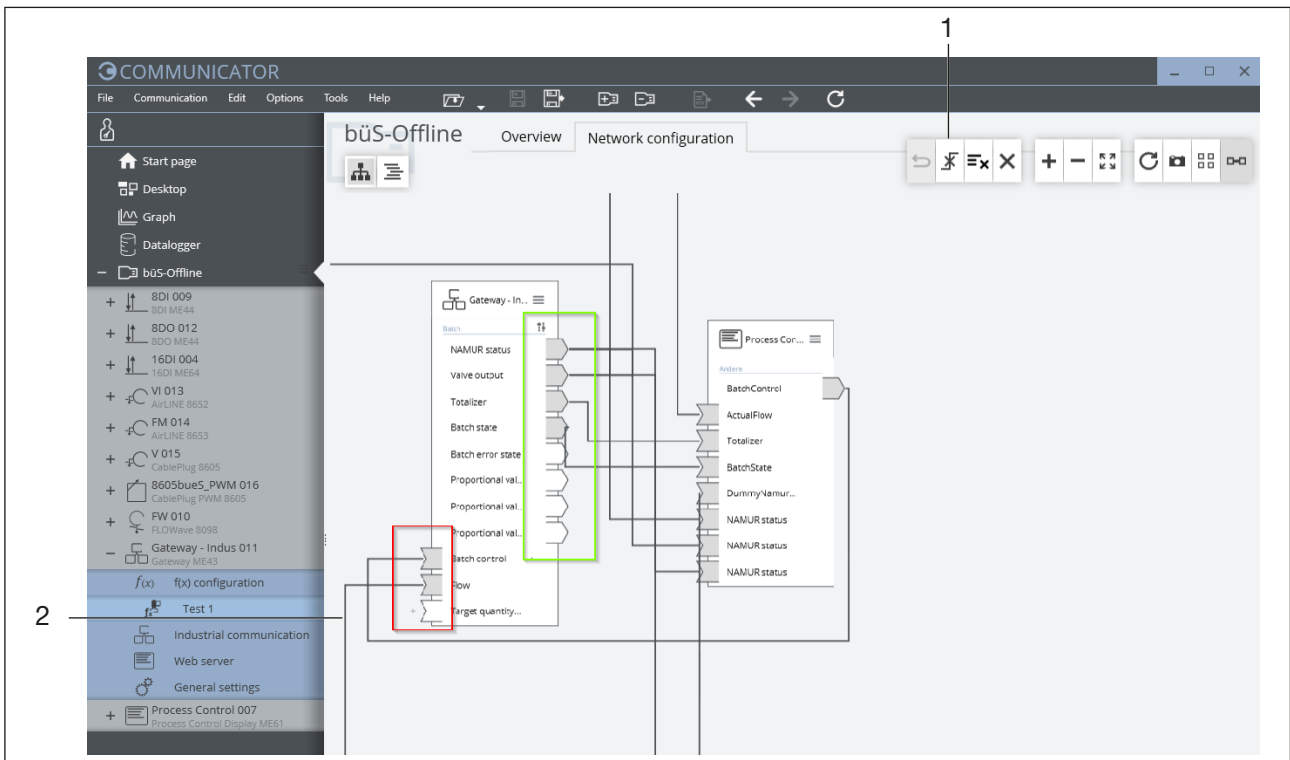 1
COMMUNICATOR
File Communication Edit Options Tools Help
büS-Offline
Overview
Network configuration
Start page
Desktop
Graph
Datalogger
büS-Offline
8DI 009
8DI ME44
8DO 012
8DO ME44
16DI 004
16DI ME64
VI 013
AirLINE 8652
FM 014
AirLINE 8653
V 015
CablePlug 8605
8605bueS_PWM 016
CablePlug PWM 8605
FW 010
FLOWave 8098
Gateway - Indus 011
Gateway ME43
f(x) f(x) configuration
Test 1
Industrial communication
Web server
General settings
Process Control 007
Process Control Display ME61
2
Gateway - In..
Batch
NAMUR status
Valve output
Totalizer
Batch state
Batch error state
Proportional val..
Proportional val..
Proportional val..
Batch control
Flow
Target quantity...
Process Cor...
Andere
BatchControl
ActualFlow
Totalizer
BatchState
DummyNamur...
NAMUR status
NAMUR status
NAMUR status